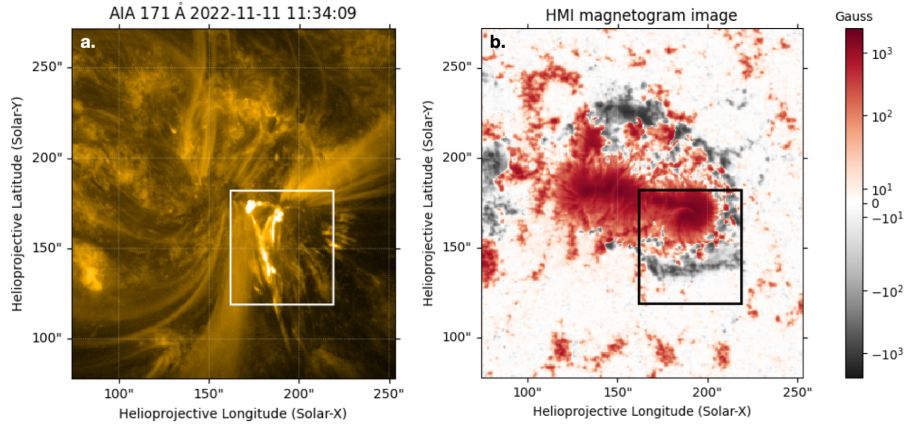 AIA 171 Å 2022-11-11 11:34:09
a.
250"
200"
150"
100"
Helioprojective Latitude (Solar-Y)
100"
150"
200"
250"
Helioprojective Longitude (Solar-X)
HMI magnetogram image
b.
250"
200"
150"
100"
Helioprojective Latitude (Solar-Y)
100"
150"
200"
250"
Helioprojective Longitude (Solar-X)
Gauss
10³
10²
10¹
0
−10¹
−10²
−10³